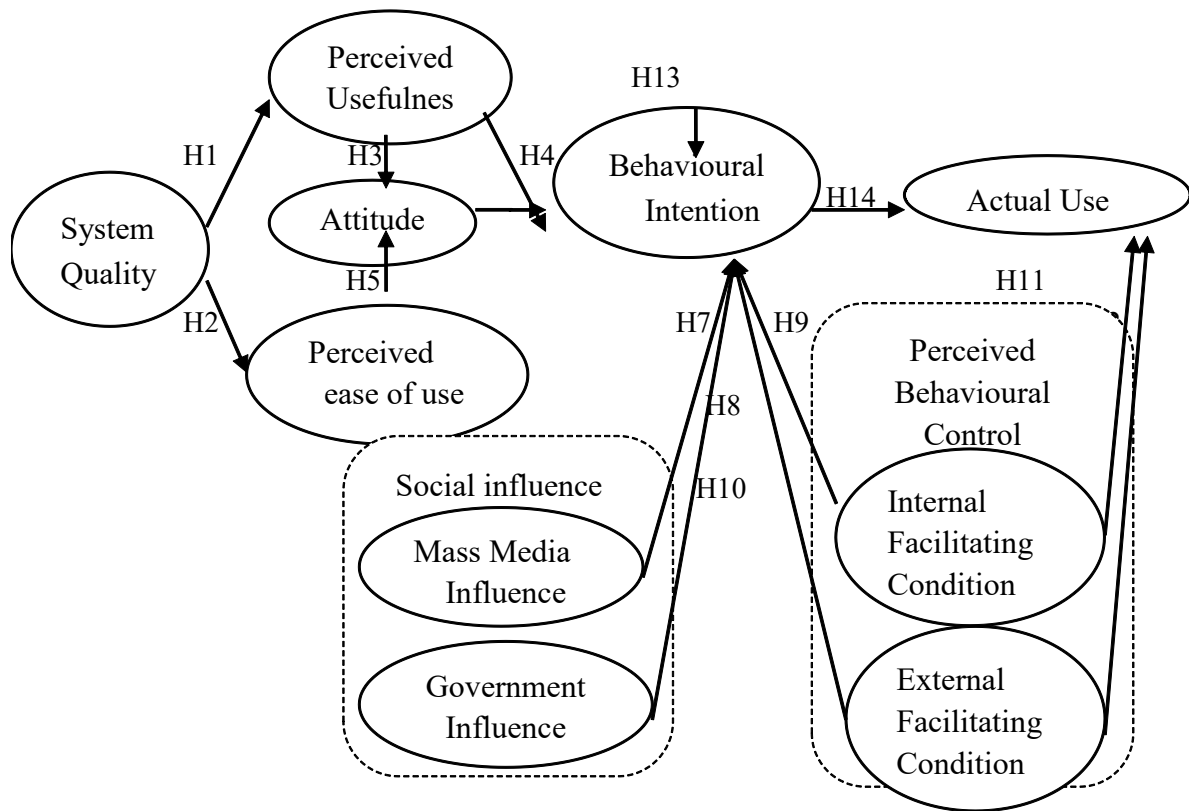 Perceived
Usefulnes
H13
H1
H3
H4
Behavioural
Intention
System
Quality
Attitude
H14
Actual Use
H5
H2
H7
H9
H11
Perceived
ease of use
Perceived
Behavioural
Control
H8
Social influence
H10
Mass Media
Influence
Internal
Facilitating
Condition
Government
Influence
External
Facilitating
Condition